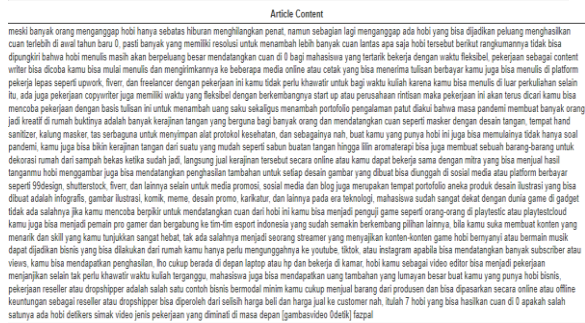 Article Content
meski banyak orang menganggap hobi hanya sebatas hiburan menghilangkan penat, namun sebagian lagi menganggap ada hobi yang bisa dijadikan peluang menghasilkan
cuan terlebih di awal tahun baru 0, pasti banyak yang memiliki resolusi untuk menambah lebih banyak cuan lantas apa saja hobi tersebut berikut rangkumannya tidak bisa
dipungkiri bahwa hobi menulis masih akan berpeluang besar mendatangkan cuan di 0 bagi mahasiswa yang tertarik bekerja dengan waktu fleksibel, pekerjaan sebagai content
writer bisa dicoba kamu bisa mulai menulis dan mengirimkannya ke beberapa media online atau cetak yang bisa menerima tulisan berbayar kamu juga bisa menulis di platform
pekerja lepas seperti upwork, fiverr, dan freelancer dengan pekerjaan ini kamu tidak perlu khawatir untuk bagi waktu kuliah karena kamu bisa menulis di luar perkuliahan selain
itu, ada juga pekerjaan copywriter juga memiliki waktu yang fleksibel dengan berkembangnya start up atau perusahaan rintisan maka pekerjaan ini akan terus dicari kamu bisa
mencoba pekerjaan dengan basis tulisan ini untuk menambah uang saku sekaligus menambah portofolio pengalaman patut diakui bahwa masa pandemi membuat banyak orang
jadi kreatif di rumah buktinya adalah banyak kerajinan tangan yang berguna bagi banyak orang dan mendatangkan cuan seperti masker dengan desain tangan, tempat hand
sanitizer, kalung masker, tas serbaguna untuk menyimpan alat protokol kesehatan, dan sebagainya nah, buat kamu yang punya hobi ini juga bisa memulainya tidak hanya soal
pandemi, kamu juga bisa bikin kerajinan tangan dari suatu yang mudah seperti sabun buatan tangan hingga lilin aromaterapi bisa juga membuat sebuah barang-barang untuk
dekorasi rumah dari sampah bekas ketika sudah jadi, langsung jual kerajinan tersebut secara online atau kamu dapat bekerja sama dengan mitra yang bisa menjual hasil
tanganmu hobi menggambar juga bisa mendatangkan penghasilan tambahan untuk setiap desain gambar yang dibuat bisa diunggah di sosial media atau platform berbayar
seperti 99design, shutterstock, fiverr, dan lainnya selain untuk media promosi, sosial media dan blog juga merupakan tempat portofolio aneka produk desain ilustrasi yang bisa
dibuat adalah infografis, gambar ilustrasi, komik, meme, desain promo, karikatur, dan lainnya pada era teknologi, mahasiswa sudah sangat dekat dengan dunia game di gadget
tidak ada salahnya jika kamu mencoba berpikir untuk mendatangkan cuan dari hobi ini kamu bisa menjadi penguji game seperti orang-orang di playtestic atau playtestcloud
kamu juga bisa menjadi pemain pro gamer dan bergabung ke tim-tim esport indonesia yang sudah semakin berkembang pilihan lainnya, bila kamu suka membuat konten yang
menarik dan skill yang kamu tunjukkan sangat hebat, tak ada salahnya menjadi seorang streamer yang menyajikan konten-konten game hobi bernyanyi atau bermain musik
dapat dijadikan bisnis yang bisa dilakukan dari rumah kamu hanya perlu mengunggahnya ke youtube, tiktok, atau instagram apabila bisa mendatangkan banyak subscriber atau
views, kamu bisa mendapatkan penghasilan, lho cukup berada di depan laptop atau hp dan bekerja di kamar, hobi kamu sebagai video editor bisa menjadi pekerjaan
menjanjikan selain tak perlu khawatir waktu kuliah terganggu, mahasiswa juga bisa mendapatkan uang tambahan yang lumayan besar buat kamu yang punya hobi bisnis,
pekerjaan reseller atau dropshipper adalah salah satu contoh bisnis bermodal minim kamu cukup menjual barang dari produsen dan bisa dipasarkan secara online atau offline
keuntungan sebagai reseller atau dropshipper bisa diperoleh dari selisih harga beli dan harga jual ke customer nah, itulah 7 hobi yang bisa hasilkan cuan di 0 apakah salah
satunya ada hobi detikers simak video jenis pekerjaan yang diminati di masa depan [gambasvideo 0detik] fazpal